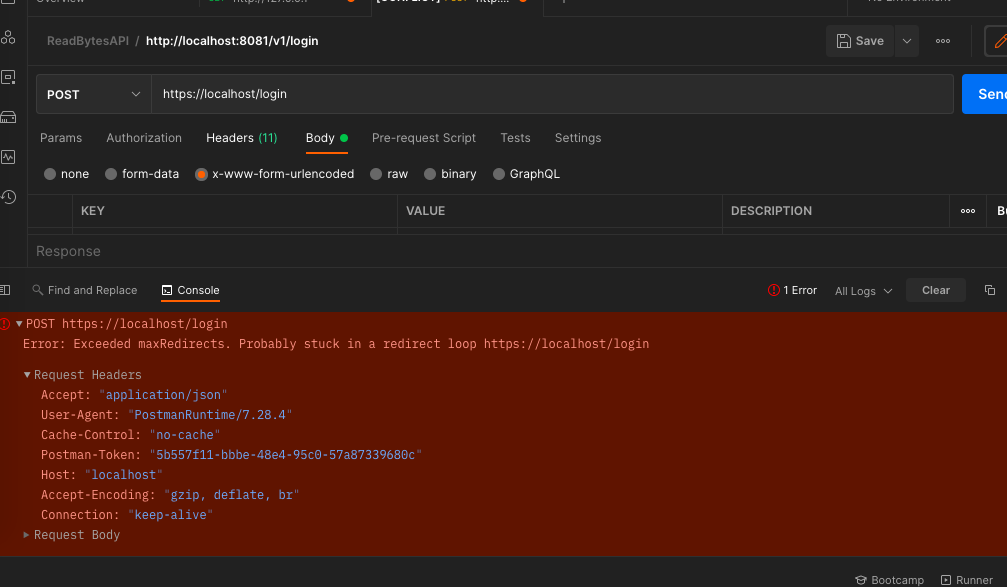 Overview
ReadBytesAPI / http://localhost:8081/v1/login
Save
POST https://localhost/login
Params Authorization Headers (11) Body Pre-request Script Tests Settings
none form-data x-www-form-urlencoded raw binary GraphQL
KEY VALUE DESCRIPTION
Response
Find and Replace Console 1 Error All Logs Clear
POST https://localhost/login
Error: Exceeded maxRedirects. Probably stuck in a redirect loop https://localhost/login
Request Headers
Accept: "application/json"
User-Agent: "PostmanRuntime/7.28.4"
Cache-Control: "no-cache"
Postman-Token: "5b557f11-bbbe-48e4-95c0-57a87339680c"
Host: "localhost"
Accept-Encoding: "gzip, deflate, br"
Connection: "keep-alive"
Request Body
Bootcamp Runner